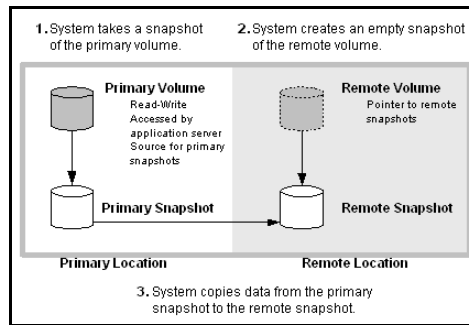 1. System takes a snapshot
of the primary volume.
2. System creates an empty snapshot
of the remote volume.
Primary Volume
Read-Write
Accessed by
application server
Source for primary
snapshots
Remote Volume
Pointer to remote
snapshots
Primary Snapshot
Remote Snapshot
Primary Location
Remote Location
3. System copies data from the primary
snapshot to the remote snapshot.